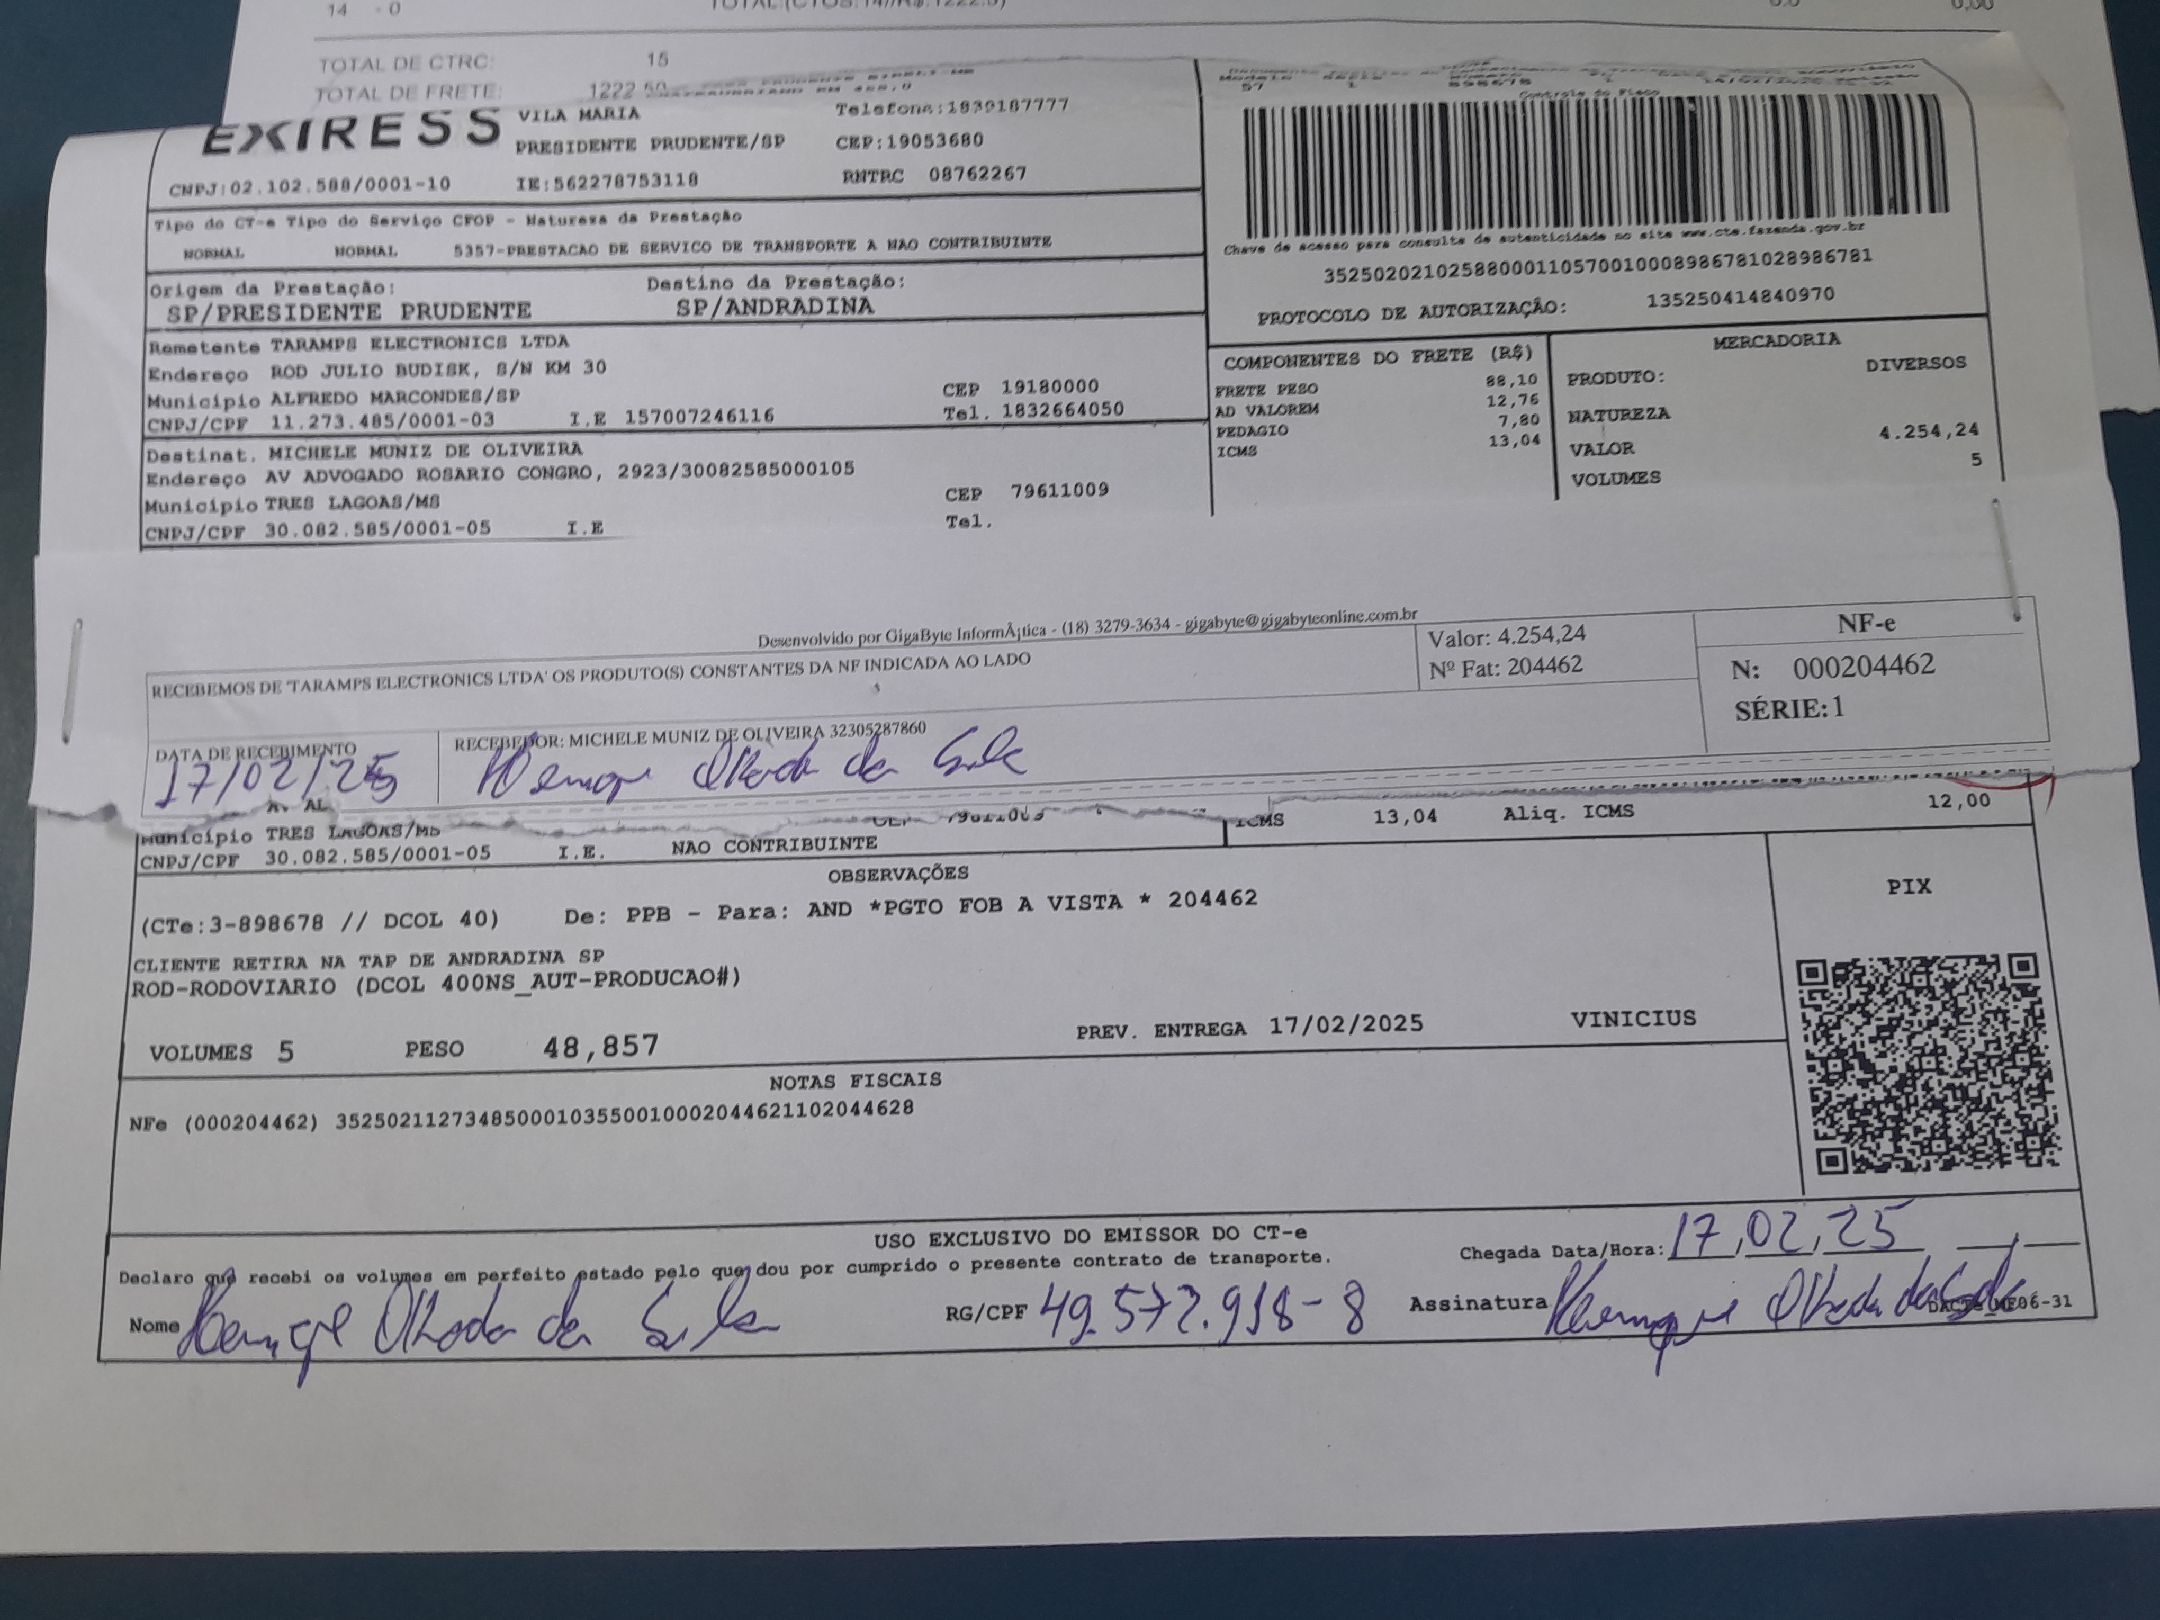 14 - 0
TOTAL DE CTRC: 15
TOTAL DE FRETE: 1222.50
EXIRESS
VILA MARIA Telefone:1839187777
PRESIDENTE PRUDENTE/SP CEP:19053680
CNPJ:02.102.588/0001-10 IE:562278753118 RNTRC 08762267
Tipo do CT-e Tipo do Serviço CFOP - Natureza da Prestação
NORMAL NORMAL 5357-PRESTACAO DE SERVICO DE TRANSPORTE A NAO CONTRIBUINTE
Origem da Prestação: Destino da Prestação:
SP/PRESIDENTE PRUDENTE SP/ANDRADINA
Controle do Fisco
Chave de acesso para consulta de autenticidade no site www.cte.fazenda.gov.br
35250202102588000110570010008986781028986781
PROTOCOLO DE AUTORIZAÇÃO: 135250414840970
Remetente TARAMPS ELECTRONICS LTDA
Endereço ROD JULIO BUDISK, S/N KM 30
Município ALFREDO MARCONDES/SP CEP 19180000
CNPJ/CPF 11.273.485/0001-03 I.E 157007246116 Tel. 1832664050
Destinat. MICHELE MUNIZ DE OLIVEIRA
Endereço AV ADVOGADO ROSARIO CONGRO, 2923/30082585000105
Município TRES LAGOAS/MS CEP 79611009
CNPJ/CPF 30.082.585/0001-05 I.E Tel.
COMPONENTES DO FRETE (R$)
FRETE PESO 88,10
AD VALOREM 12,76
PEDAGIO 7,80
ICMS 13,04
MERCADORIA
PRODUTO: DIVERSOS
NATUREZA
VALOR 4.254,24
VOLUMES 5
Desenvolvido por GigaByte InformÂ¡tica - (18) 3279-3634 - gigabyte@gigabyteonline.com.br
RECEBEMOS DE 'TARAMPS ELECTRONICS LTDA' OS PRODUTO(S) CONSTANTES DA NF INDICADA AO LADO
Valor: 4.254,24
Nº Fat: 204462
NF-e
N: 000204462
SÉRIE:1
DATA DE RECEBIMENTO
17/02/25
RECEBEDOR: MICHELE MUNIZ DE OLIVEIRA 32305287860
da Silva
Município TRES LAGOAS/MS
ICMS 13,04 Aliq. ICMS 12,00
CNPJ/CPF 30.082.585/0001-05 I.E. NAO CONTRIBUINTE
OBSERVAÇÕES
(CTe:3-898678 // DCOL 40) De: PPB - Para: AND *PGTO FOB A VISTA * 204462
CLIENTE RETIRA NA TAP DE ANDRADINA SP
ROD-RODOVIARIO (DCOL 400NS_AUT-PRODUCAO#)
VOLUMES 5 PESO 48,857 PREV. ENTREGA 17/02/2025 VINICIUS
PIX
NOTAS FISCAIS
NFe (000204462) 35250211273485000103550010002044621102044628
USO EXCLUSIVO DO EMISSOR DO CT-e
Declaro que recebi os volumes em perfeito estado pelo que dou por cumprido o presente contrato de transporte.
Chegada Data/Hora: 17,02,25
Nome da Silva RG/CPF 49.572.918-8 Assinatura